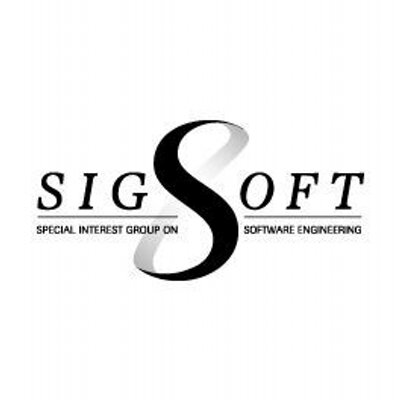 SIGSOFT
SPECIAL INTEREST GROUP ON SOFTWARE ENGINEERING